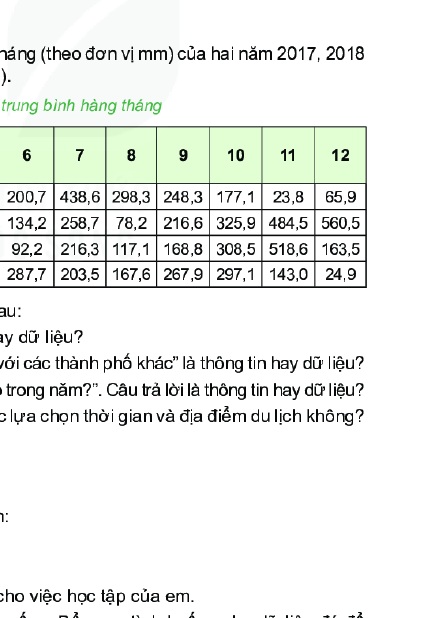 háng (theo đơn vị mm) của hai năm 2017, 2018
).
trung bình hàng tháng
6 7 8 9 10 11 12
200,7 438,6 298,3 248,3 177,1 23,8 65,9
134,2 258,7 78,2 216,6 325,9 484,5 560,5
92,2 216,3 117,1 168,8 308,5 518,6 163,5
287,7 203,5 167,6 267,9 297,1 143,0 24,9
au:
ay dữ liệu?
với các thành phố khác” là thông tin hay dữ liệu?
trong năm?”. Câu trả lời là thông tin hay dữ liệu?
c lựa chọn thời gian và địa điểm du lịch không?
n:
cho việc học tập của em.